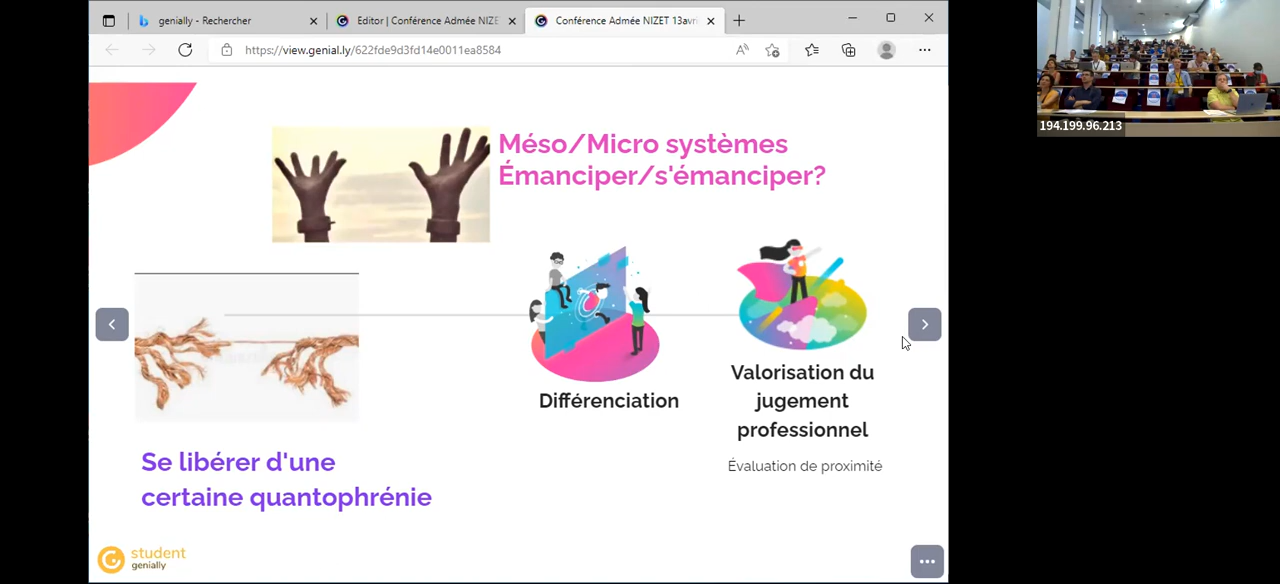 genially - Rechercher
Editor | Conférence Admée NIZE
Conférence Admée NIZET 13avri
https://view.genial.ly/622fde9d3fd14e0011ea8584
194.199.96.213
Méso/Micro systèmes
Émanciper/s'émanciper?
Différenciation
Valorisation du
jugement
professionnel
Évaluation de proximité
Se libérer d'une
certaine quantophrénie
student
genially